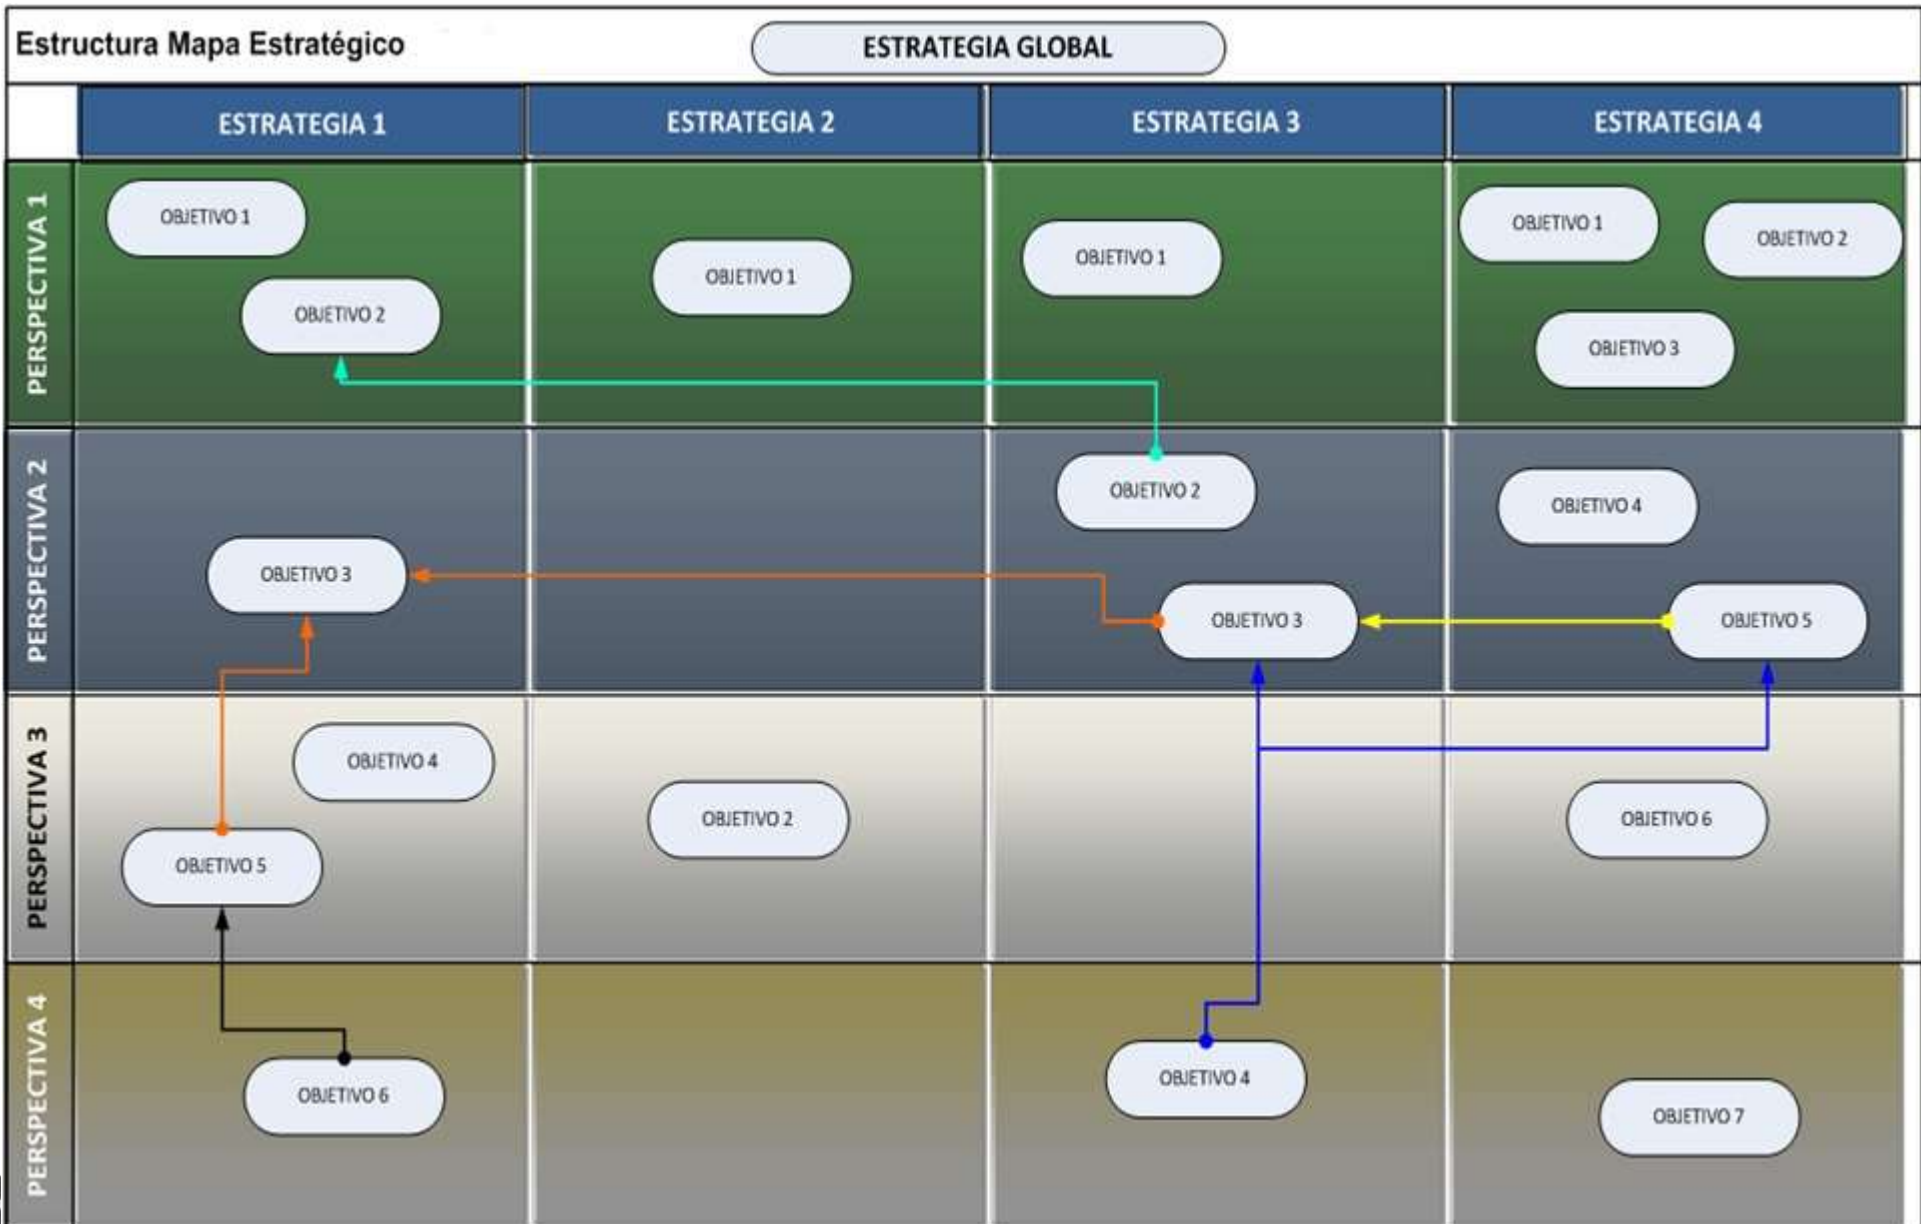 Estructura Mapa Estratégico
ESTRATEGIA GLOBAL
ESTRATEGIA 1
ESTRATEGIA 2
ESTRATEGIA 3
ESTRATEGIA 4
PERSPECTIVA 1
OBJETIVO 1
OBJETIVO 2
OBJETIVO 1
OBJETIVO 1
OBJETIVO 1
OBJETIVO 2
OBJETIVO 3
PERSPECTIVA 2
OBJETIVO 3
OBJETIVO 2
OBJETIVO 3
OBJETIVO 4
OBJETIVO 5
PERSPECTIVA 3
OBJETIVO 4
OBJETIVO 5
OBJETIVO 2
OBJETIVO 6
PERSPECTIVA 4
OBJETIVO 6
OBJETIVO 4
OBJETIVO 7